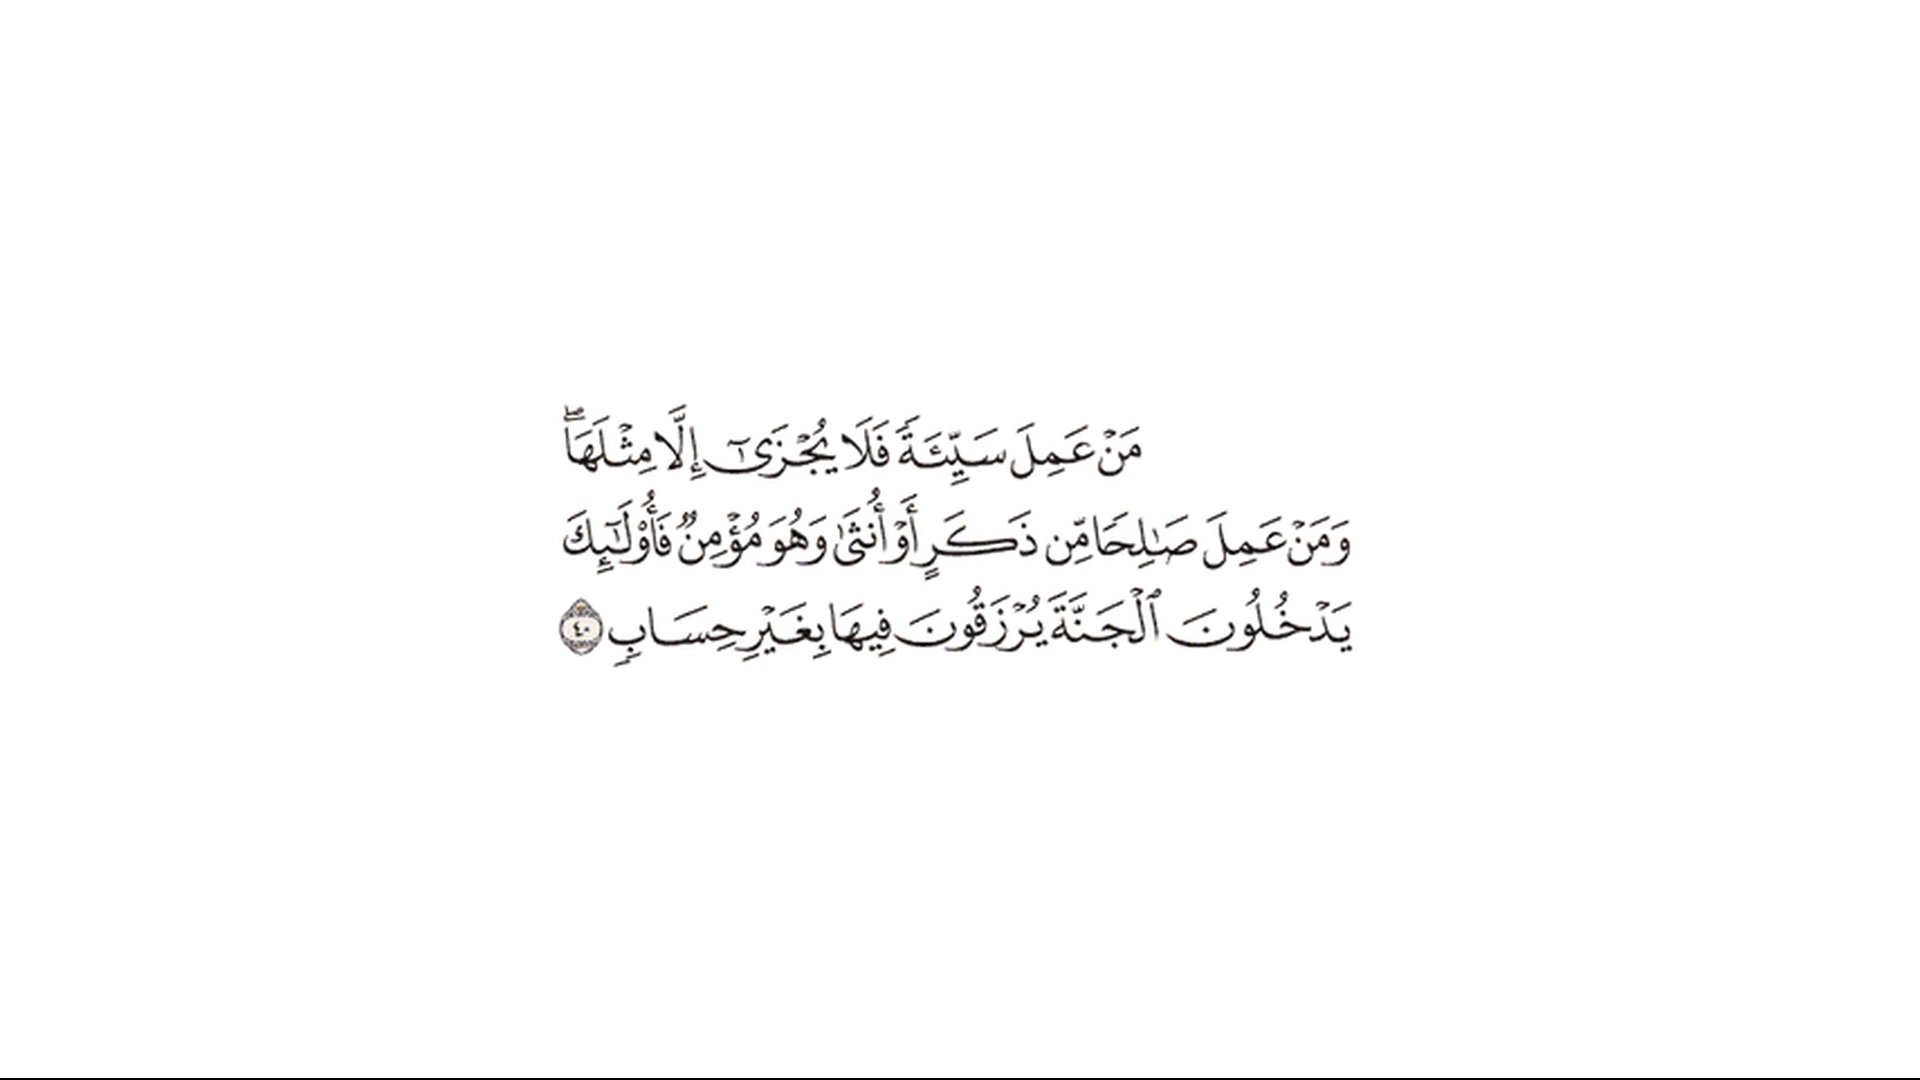 مَنْ عَمِلَ سَيِّئَةً فَلَا يُجْزَىٰٓ إِلَّا مِثْلَهَاۖ
وَمَنْ عَمِلَ صَٰلِحًا مِّن ذَكَرٍ أَوْ أُنثَىٰ وَهُوَ مُؤْمِنٌ فَأُو۟لَٰٓئِكَ
يَدْخُلُونَ ٱلْجَنَّةَ يُرْزَقُونَ فِيهَا بِغَيْرِ حِسَابٍ ٤٠